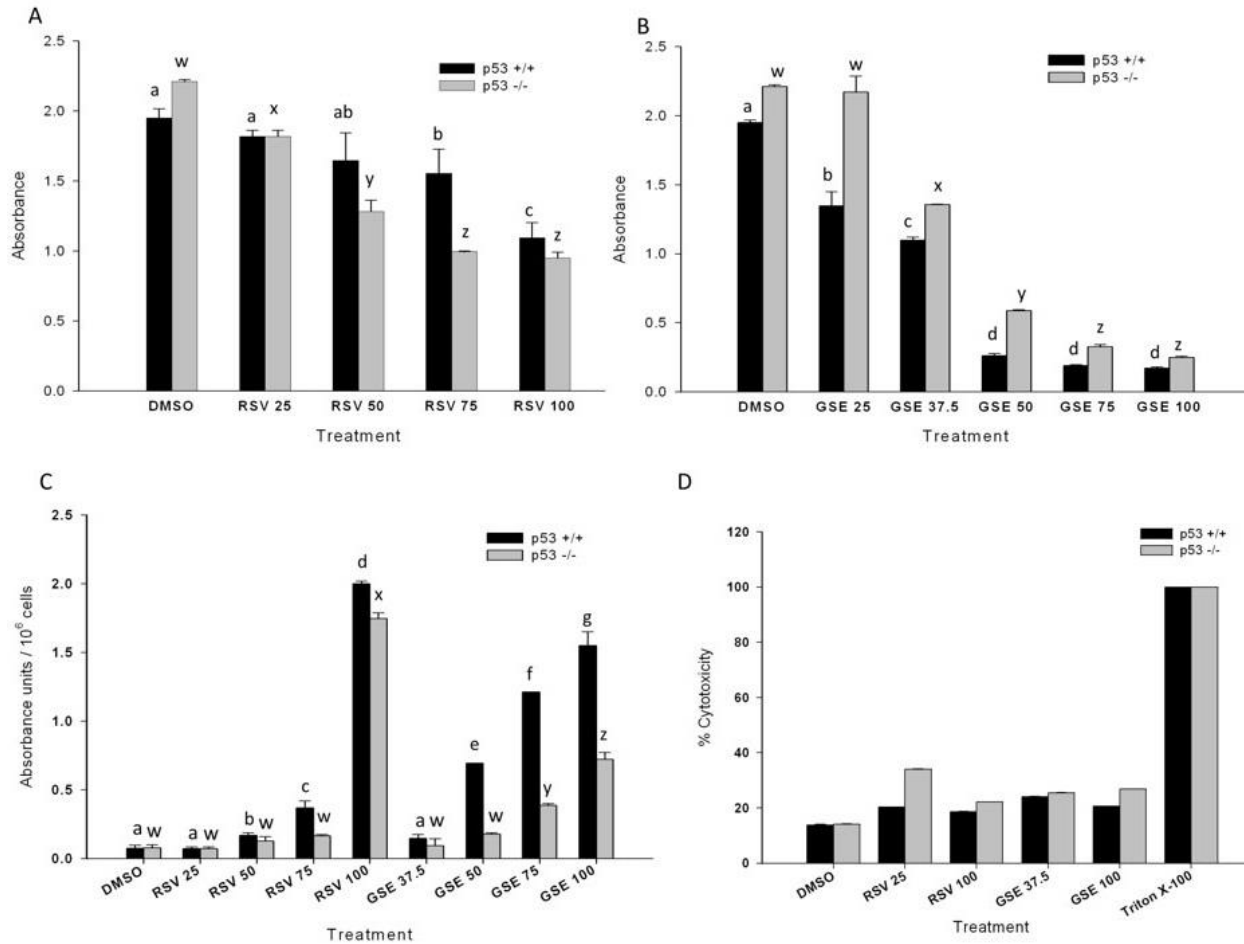 A
2.5
2.0
1.5
1.0
0.5
0.0
Absorbance
p53 +/+
p53 -/-
a w
a x
ab y
b z
c z
DMSO RSV 25 RSV 50 RSV 75 RSV 100
Treatment
B
2.5
2.0
1.5
1.0
0.5
0.0
Absorbance
p53 +/+
p53 -/-
a w
b w
c x
d y
d z
d z
DMSO GSE 25 GSE 37.5 GSE 50 GSE 75 GSE 100
Treatment
C
2.5
2.0
1.5
1.0
0.5
0.0
Absorbance units / 10⁶ cells
p53 +/+
p53 -/-
a w
a w
b w
c w
d x
a w
e w
f y
g z
DMSO RSV 25 RSV 50 RSV 75 RSV 100 GSE 37.5 GSE 50 GSE 75 GSE 100
Treatment
D
120
100
80
60
40
20
0
% Cytotoxicity
p53 +/+
p53 -/-
DMSO RSV 25 RSV 100 GSE 37.5 GSE 100 Triton X-100
Treatment